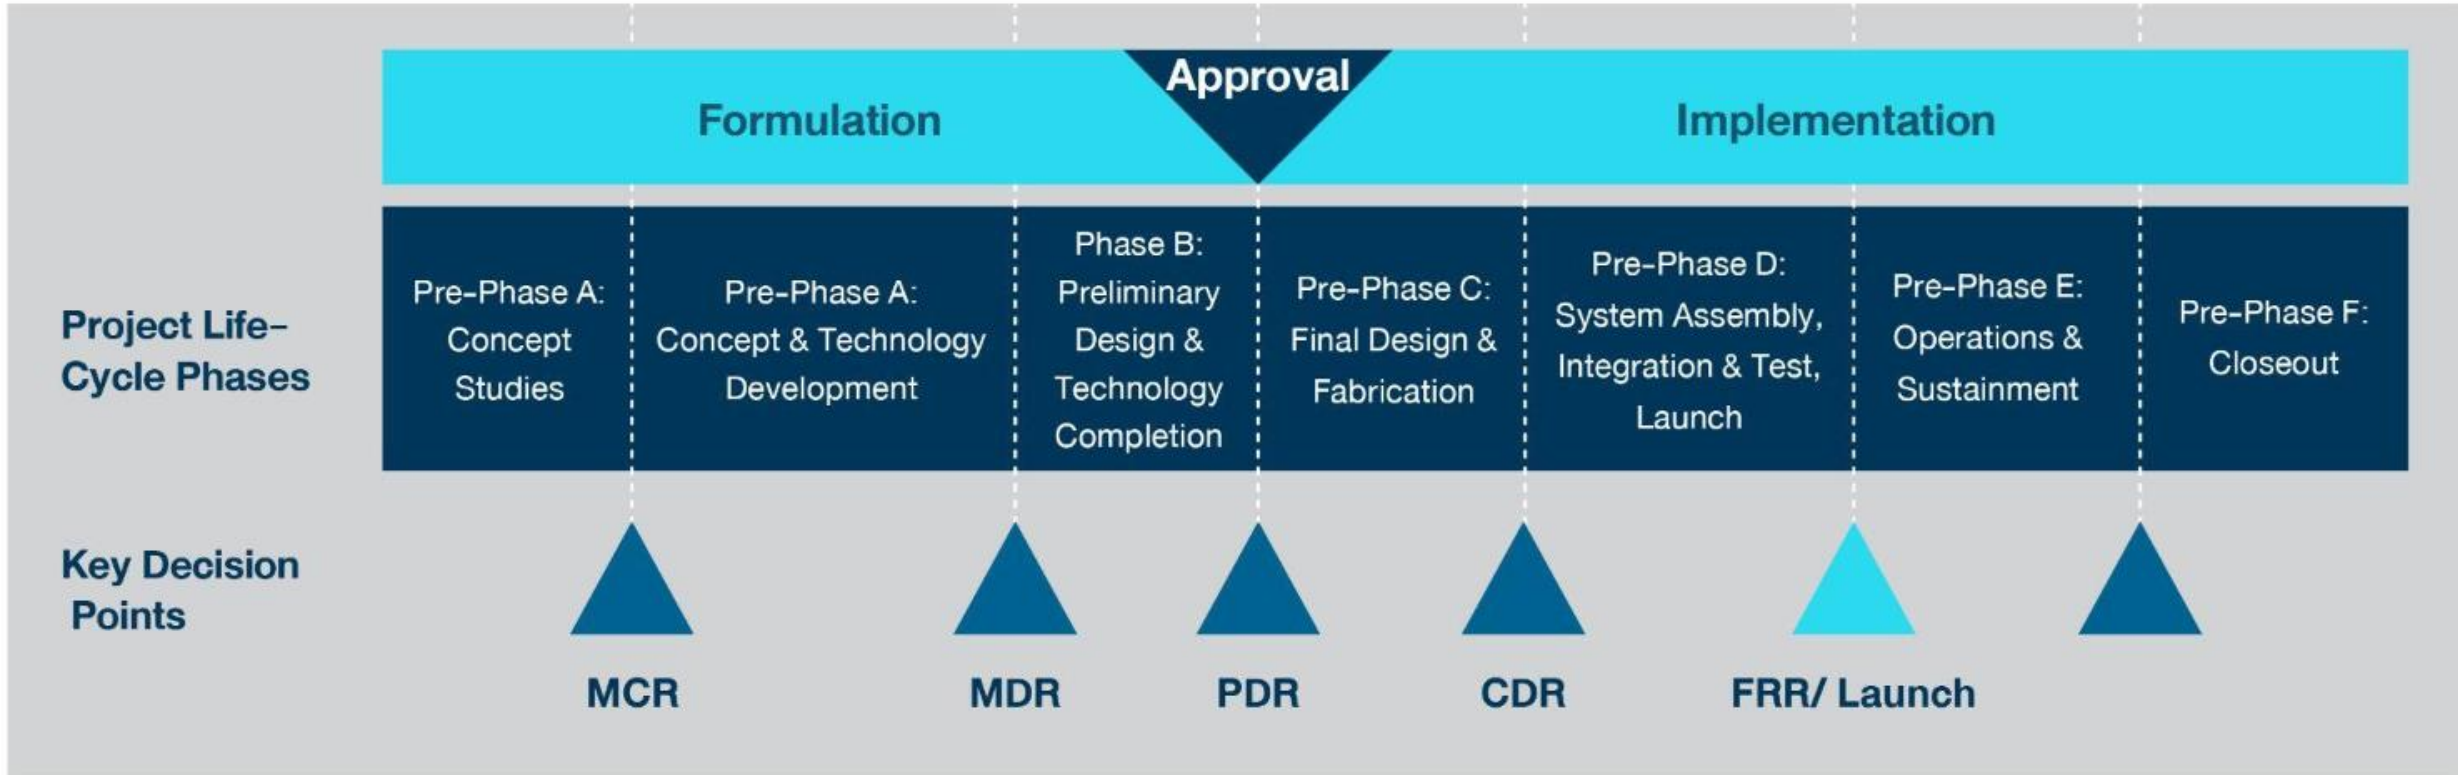 Approval
Formulation
Implementation
Project Life-
Cycle Phases
Pre-Phase A:
Concept
Studies
Pre-Phase A:
Concept & Technology
Development
Phase B:
Preliminary
Design &
Technology
Completion
Pre-Phase C:
Final Design &
Fabrication
Pre-Phase D:
System Assembly,
Integration & Test,
Launch
Pre-Phase E:
Operations &
Sustainment
Pre-Phase F:
Closeout
Key Decision
Points
MCR
MDR
PDR
CDR
FRR/ Launch